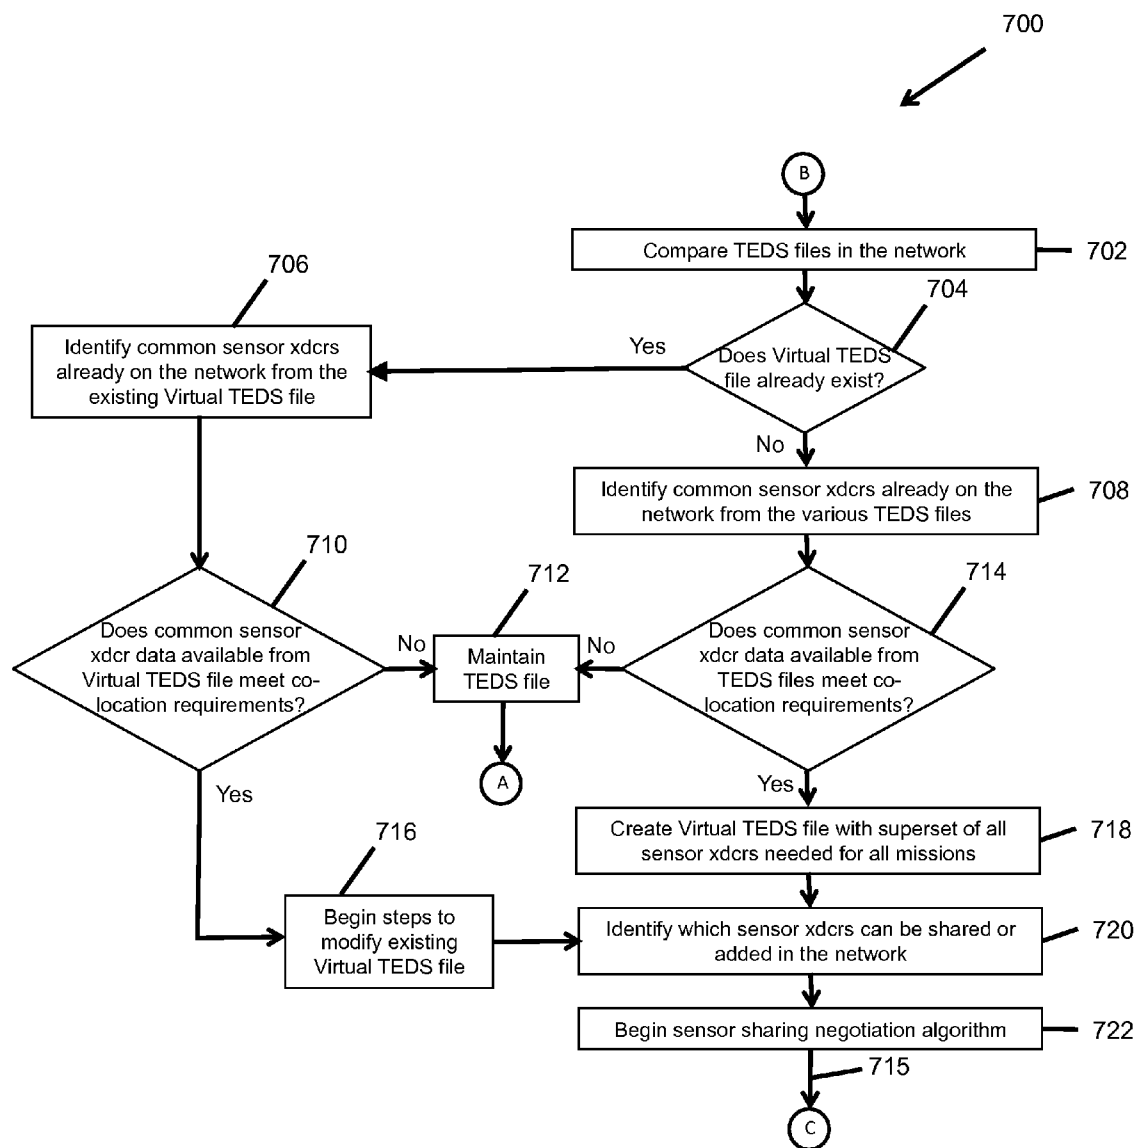 700
B
Compare TEDS files in the network
702
704
Does Virtual TEDS
file already exist?
Yes
No
706
Identify common sensor xdcrs
already on the network from the
existing Virtual TEDS file
Identify common sensor xdcrs already on the
network from the various TEDS files
708
710
Does common sensor
xdcr data available from
Virtual TEDS file meet co-
location requirements?
No
Yes
712
Maintain
TEDS file
A
714
Does common sensor
xdcr data available from
TEDS files meet co-
location requirements?
No
Yes
716
Begin steps to
modify existing
Virtual TEDS file
Create Virtual TEDS file with superset of all
sensor xdcrs needed for all missions
718
Identify which sensor xdcrs can be shared or
added in the network
720
Begin sensor sharing negotiation algorithm
722
715
C